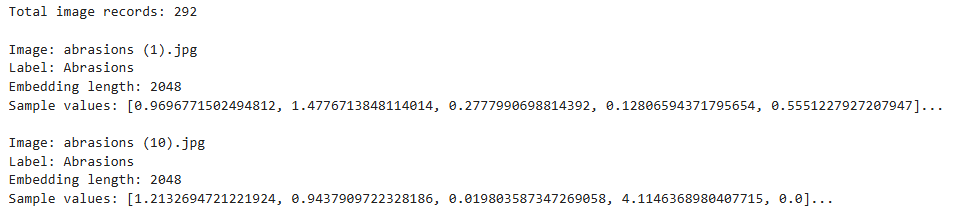 Total image records: 292
Image: abrasions (1).jpg
Label: Abrasions
Embedding length: 2048
Sample values: [0.9696771502494812, 1.4776713848114014, 0.2777990698814392, 0.12806594371795654, 0.5551227927207947]...
Image: abrasions (10).jpg
Label: Abrasions
Embedding length: 2048
Sample values: [1.2132694721221924, 0.9437909722328186, 0.019803587347269058, 4.1146368980407715, 0.0]...